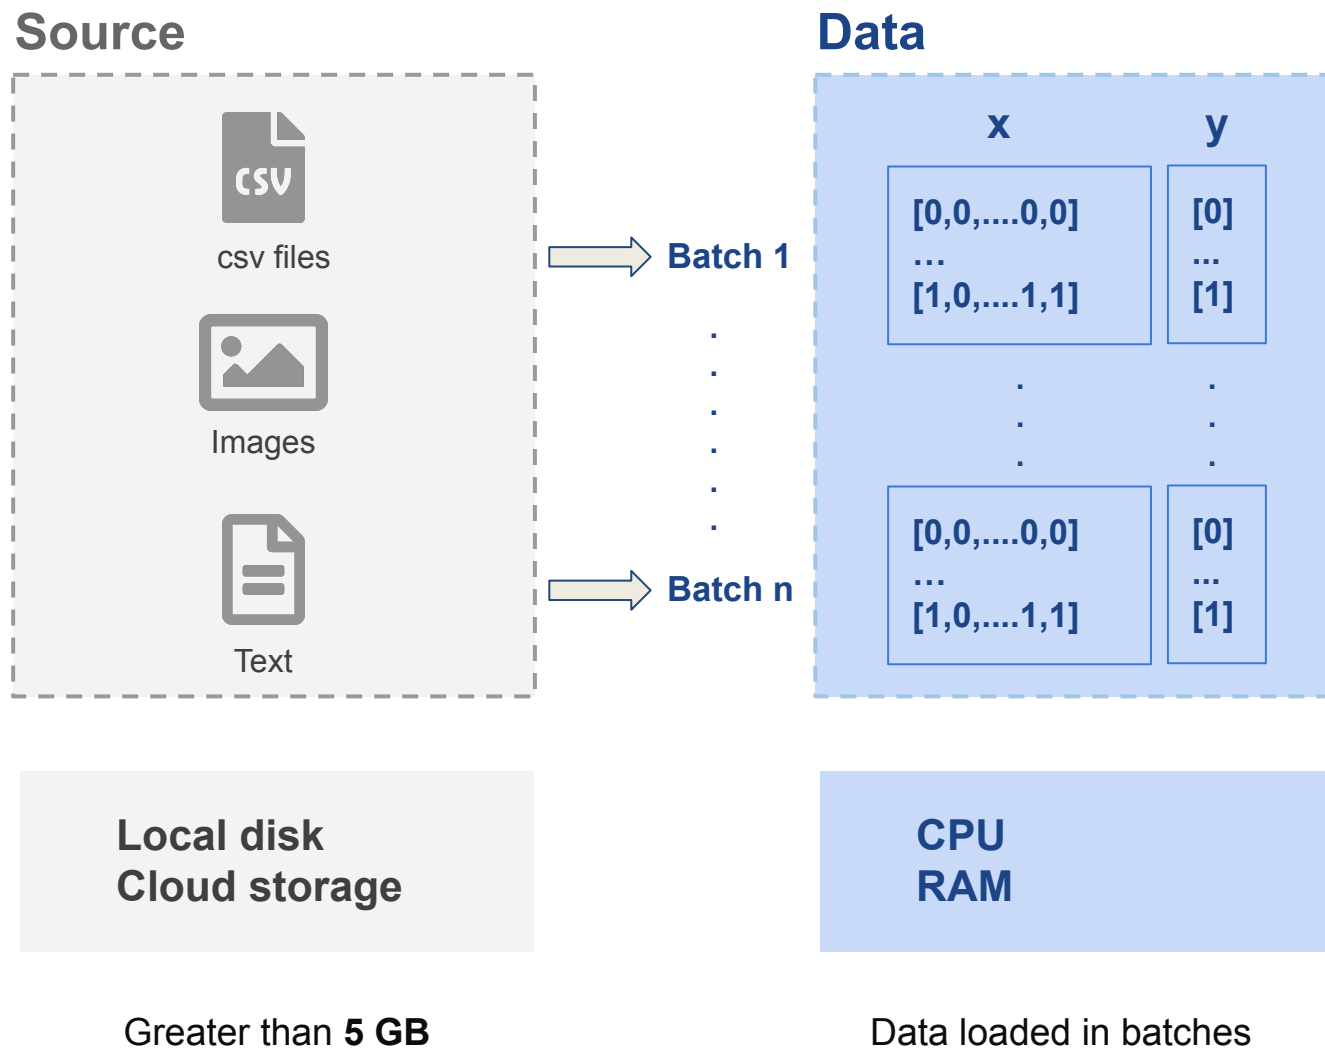 Source
CSV
csv files
Images
Text
Batch 1
.
.
.
.
.
.
Batch n
Data
x y
[0,0,....0,0] [0]
... ...
[1,0,....1,1] [1]
. .
. .
. .
[0,0,....0,0] [0]
... ...
[1,0,....1,1] [1]
Local disk
Cloud storage
CPU
RAM
Greater than 5 GB
Data loaded in batches